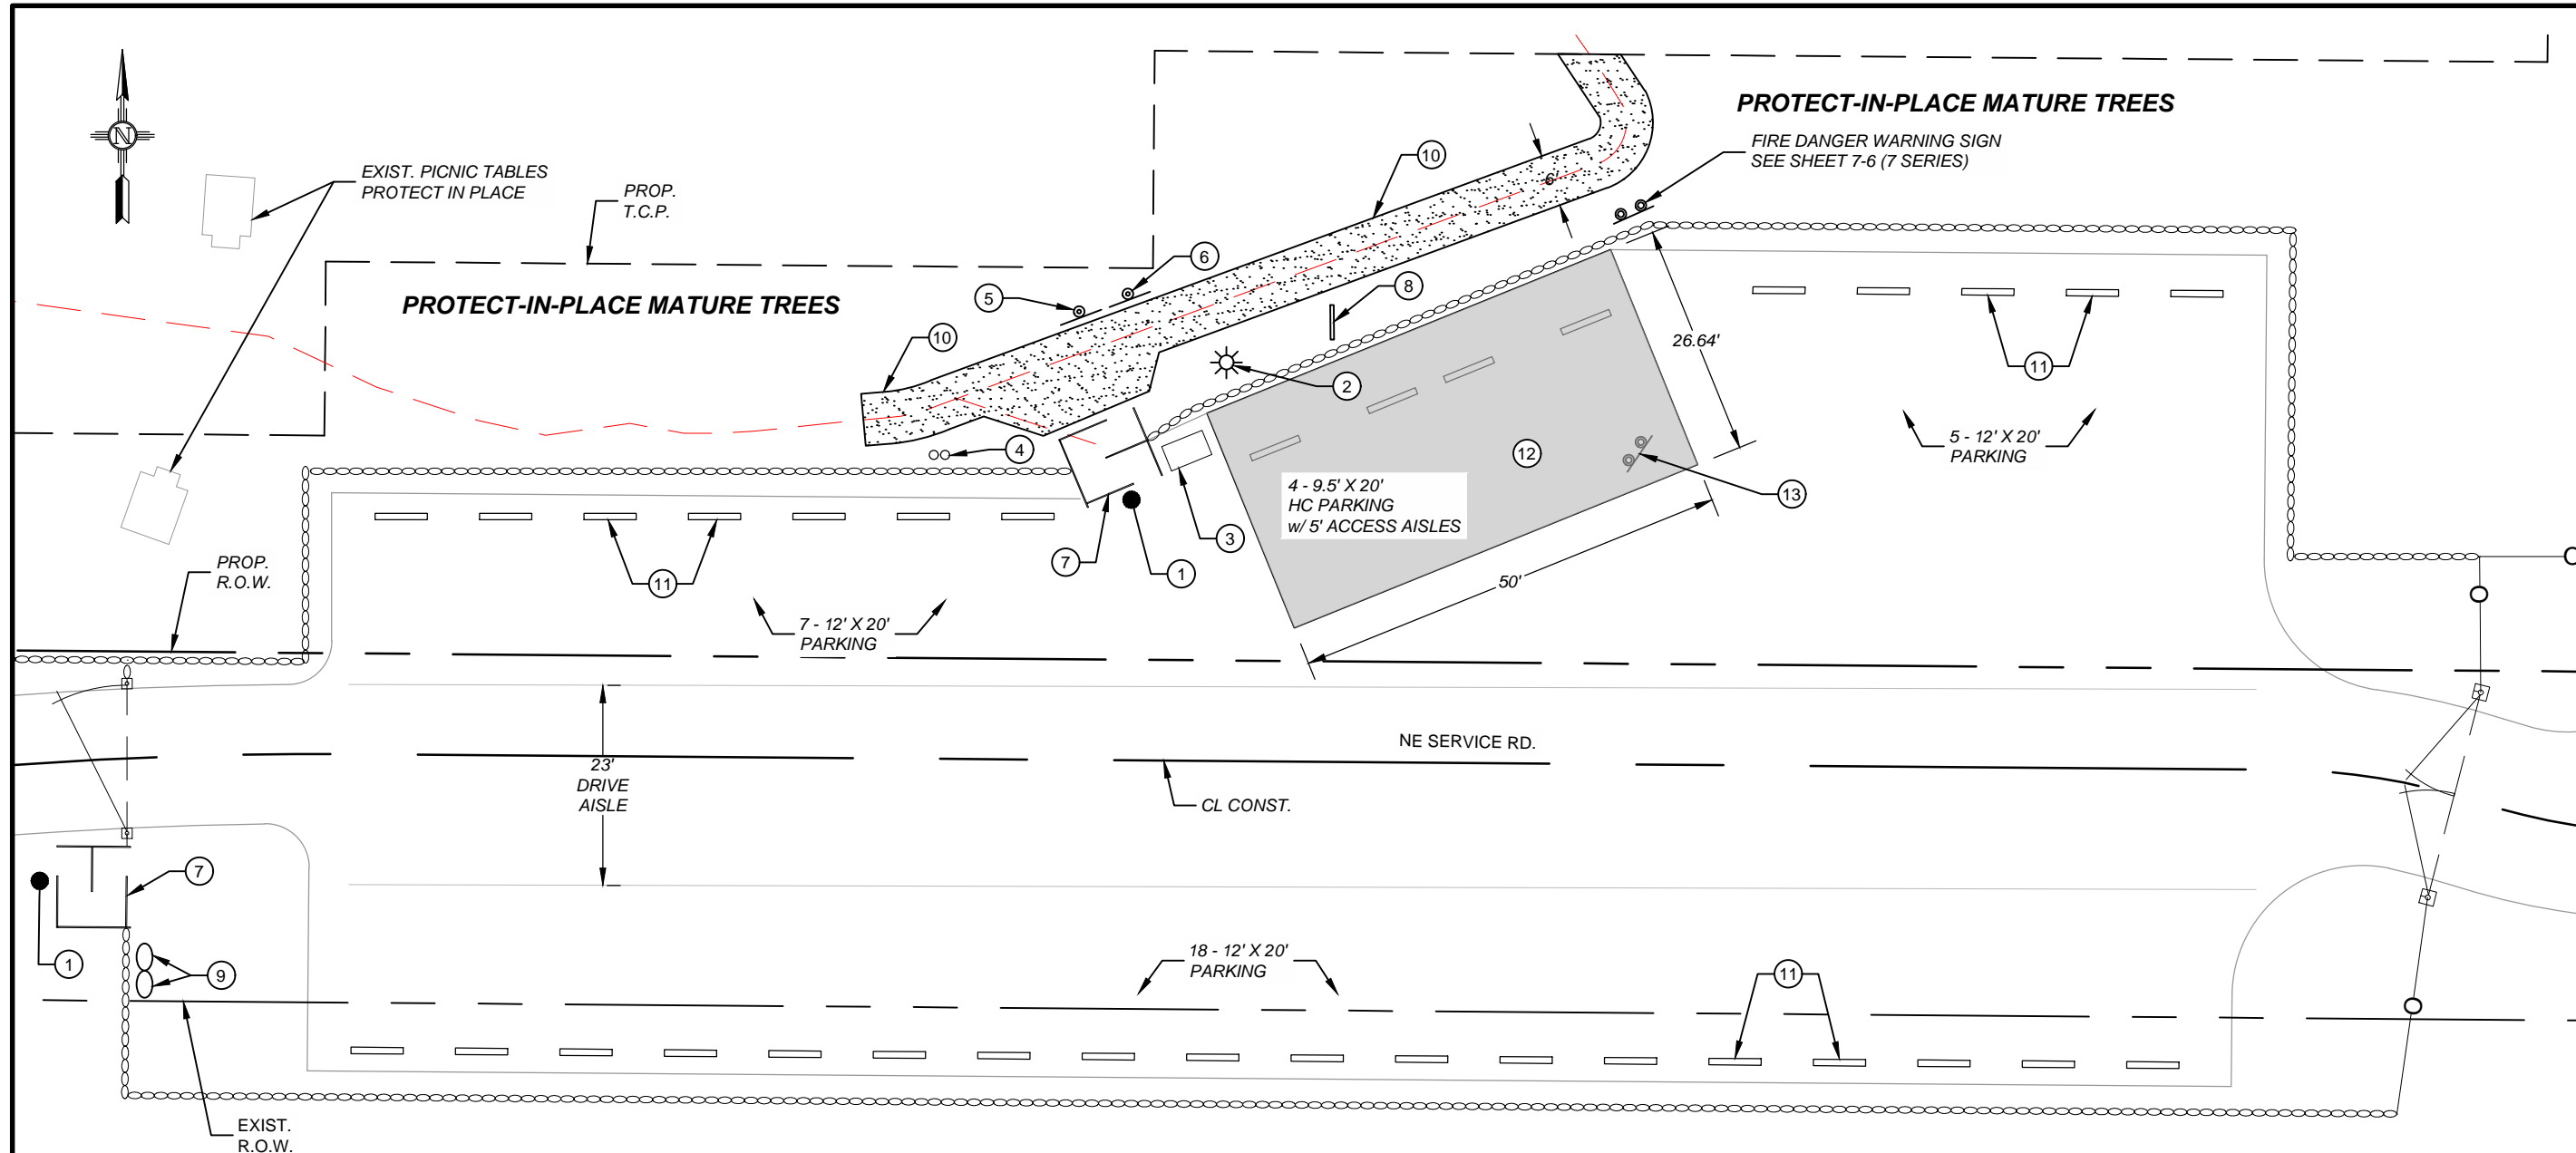 N
EXIST. PICNIC TABLES
PROTECT IN PLACE
PROP.
T.C.P.
10
6'
PROTECT-IN-PLACE MATURE TREES
FIRE DANGER WARNING SIGN
SEE SHEET 7-6 (7 SERIES)
PROTECT-IN-PLACE MATURE TREES
5
6
8
10
2
26.64'
11
4
3
12
13
5 - 12' X 20'
PARKING
4 - 9.5' X 20'
HC PARKING
w/ 5' ACCESS AISLES
7
1
50'
PROP.
R.O.W.
11
7 - 12' X 20'
PARKING
O
O
23'
DRIVE
AISLE
NE SERVICE RD.
CL CONST.
7
1
9
18 - 12' X 20'
PARKING
11
O
EXIST.
R.O.W.